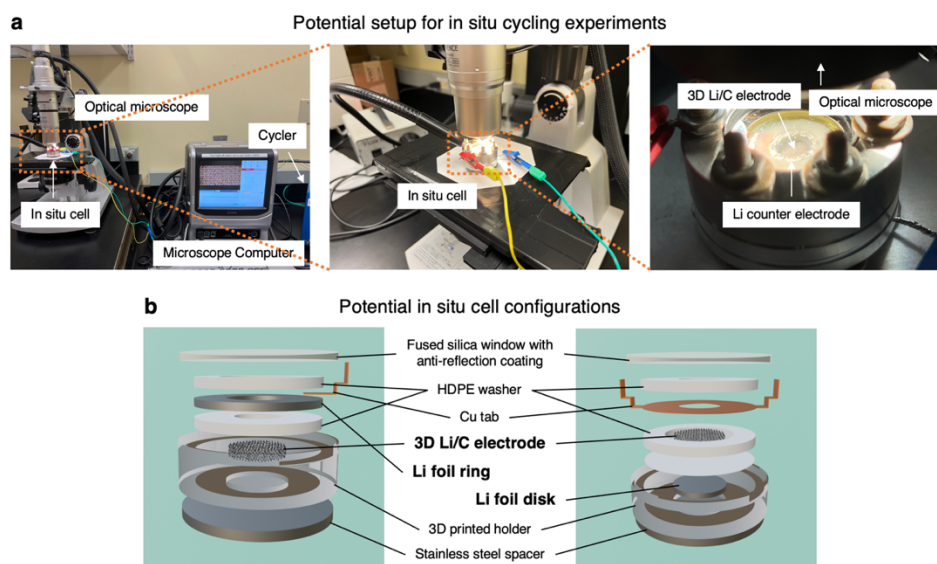 a
Potential setup for in situ cycling experiments
Optical microscope
Cycler
In situ cell
Microscope Computer
In situ cell
3D Li/C electrode
Optical microscope
Li counter electrode
b
Potential in situ cell configurations
Fused silica window with
anti-reflection coating
HDPE washer
Cu tab
3D Li/C electrode
Li foil ring
Li foil disk
3D printed holder
Stainless steel spacer